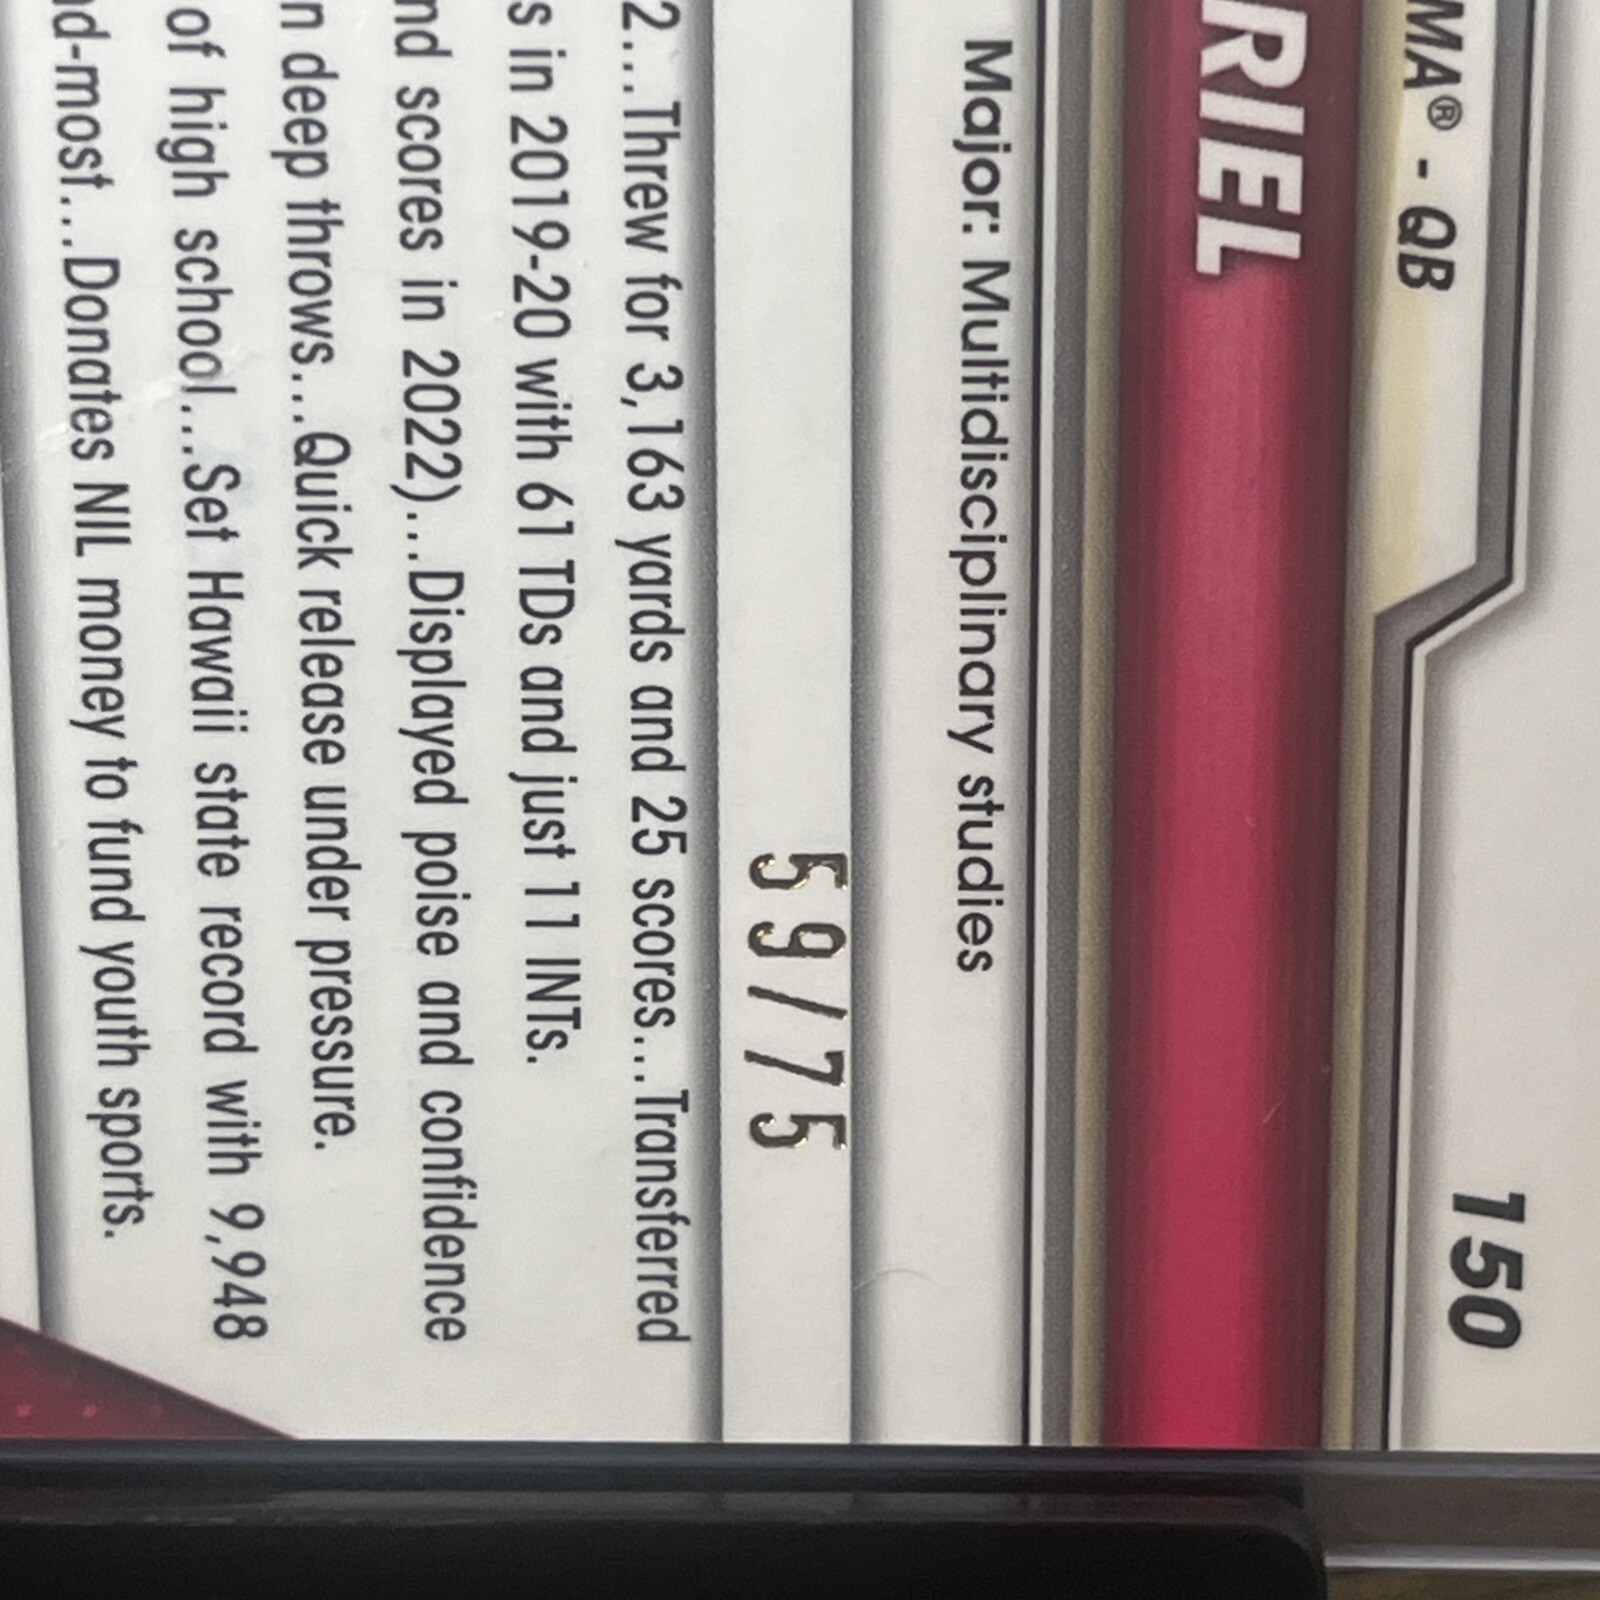 150
MA® - QB
RIEL
Major: Multidisciplinary studies
59/75
2...Threw for 3,163 yards and 25 scores...Transferred
s in 2019-20 with 61 TDs and just 11 INTs.
nd scores in 2022)...Displayed poise and confidence
n deep throws...Quick release under pressure.
of high school...Set Hawaii state record with 9,948
d-most...Donates NIL money to fund youth sports.